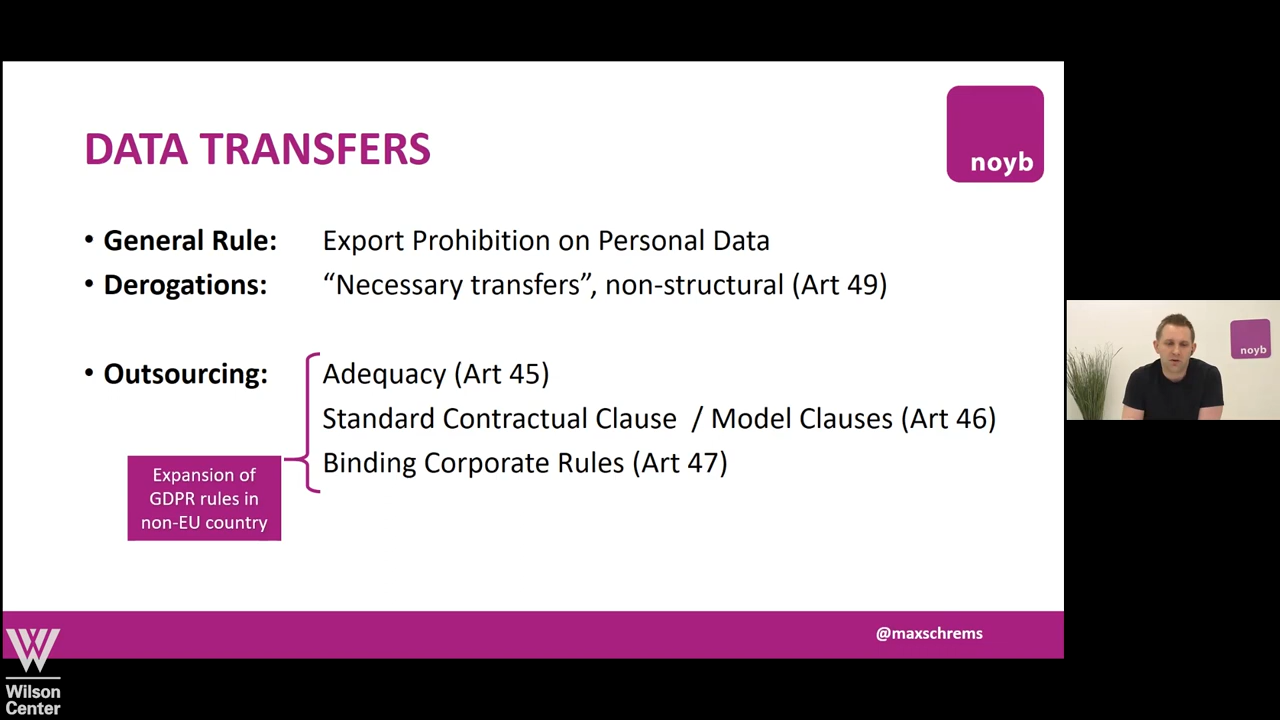 DATA TRANSFERS
noyb
• General Rule: Export Prohibition on Personal Data
• Derogations: “Necessary transfers”, non-structural (Art 49)
• Outsourcing: Adequacy (Art 45)
Standard Contractual Clause / Model Clauses (Art 46)
Binding Corporate Rules (Art 47)
Expansion of
GDPR rules in
non-EU country
noyb
@maxschrems
Wilson
Center